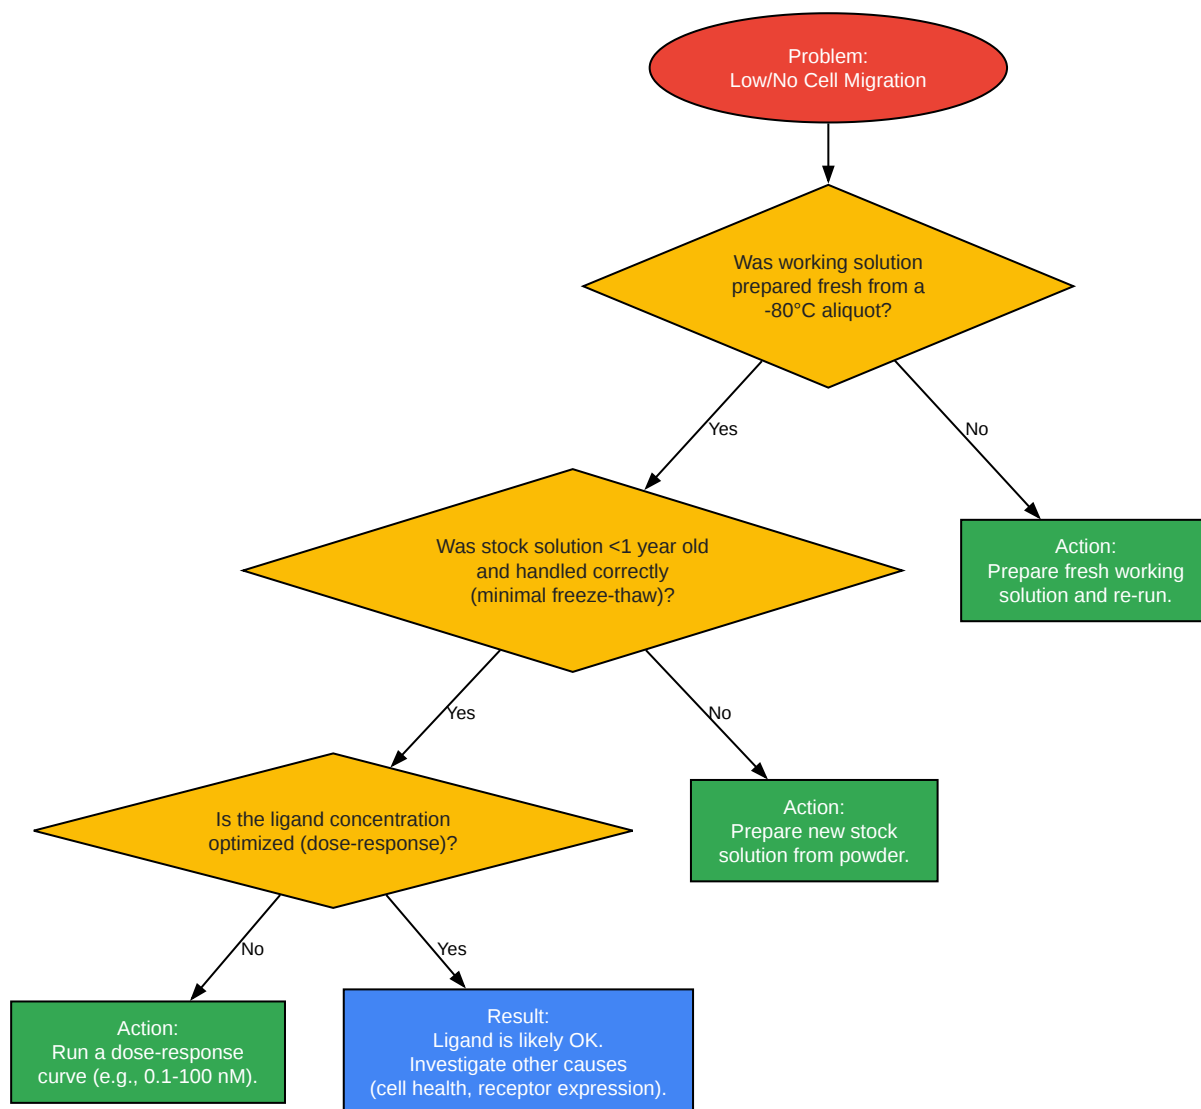 Problem:
Low/No Cell Migration
Was working solution
prepared fresh from a
-80°C aliquot?
Yes
No
Was stock solution <1 year old
and handled correctly
(minimal freeze-thaw)?
Action:
Prepare fresh working
solution and re-run.
Yes
No
Is the ligand concentration
optimized (dose-response)?
Action:
Prepare new stock
solution from powder.
No
Yes
Action:
Run a dose-response
curve (e.g., 0.1-100 nM).
Result:
Ligand is likely OK.
Investigate other causes
(cell health, receptor expression).